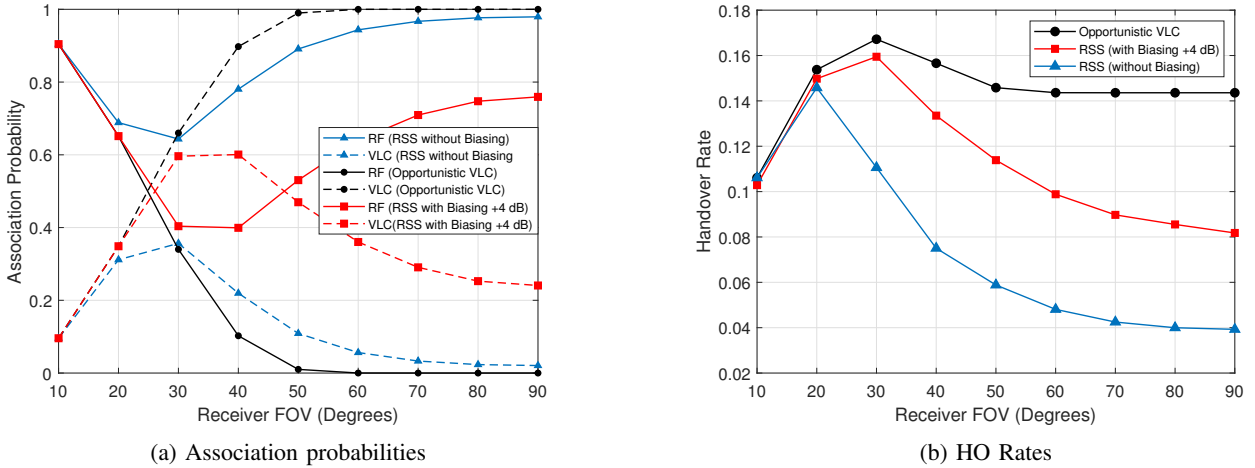 Association Probability
1
0.8
0.6
0.4
0.2
0
10 20 30 40 50 60 70 80 90
Receiver FOV (Degrees)
RF (RSS without Biasing)
VLC (RSS without Biasing
RF (Opportunistic VLC)
VLC (Opportunistic VLC)
RF (RSS with Biasing +4 dB)
VLC(RSS with Biasing +4 dB)
(a) Association probabilities
Handover Rate
0.18
0.16
0.14
0.12
0.1
0.08
0.06
0.04
0.02
10 20 30 40 50 60 70 80 90
Receiver FOV (Degrees)
Opportunistic VLC
RSS (with Biasing +4 dB)
RSS (without Biasing)
(b) HO Rates